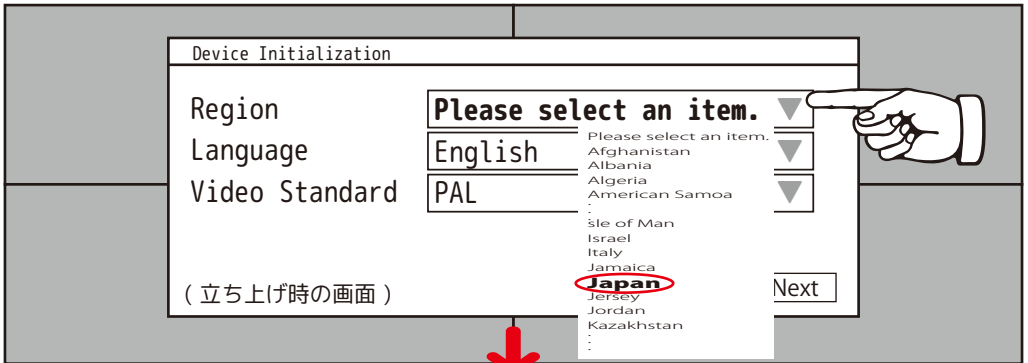 Device Initialization
Region
Please select an item.
Language
English
Video Standard
PAL
Please select an item.
Afghanistan
Albania
Algeria
American Samoa
:
sle of Man
Israel
Italy
Jamaica
Japan
Jersey
Jordan
Kazakhstan
:
(立ち上げ時の画面)
Next